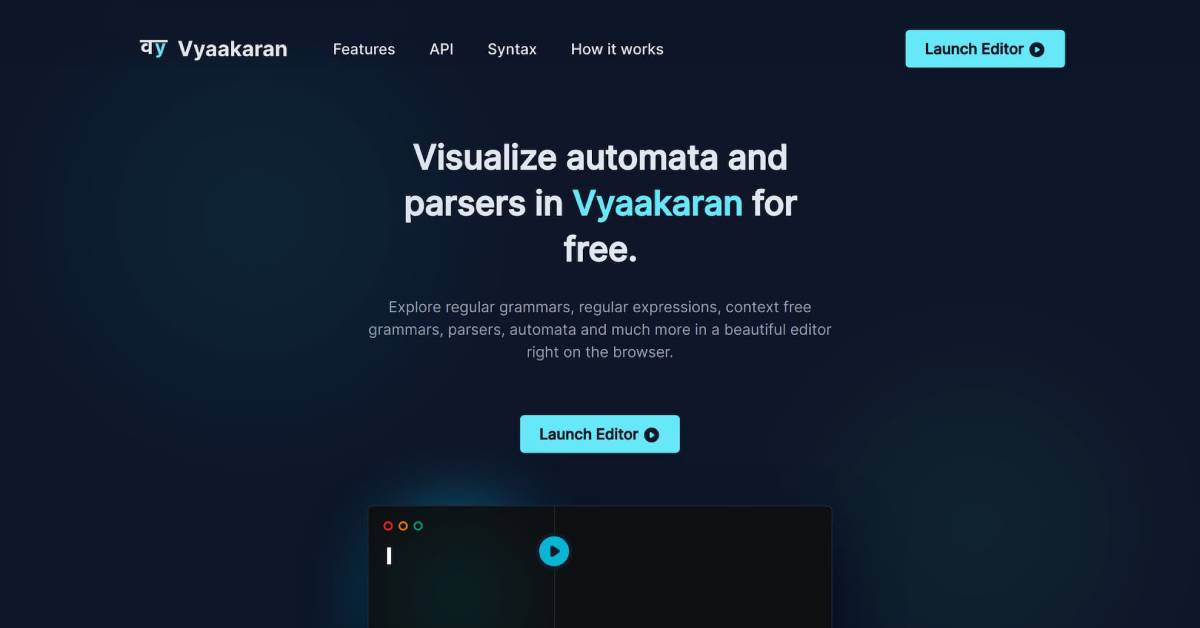 वy Vyaakaran Features API Syntax How it works Launch Editor
Visualize automata and
parsers in Vyaakaran for
free.
Explore regular grammars, regular expressions, context free
grammars, parsers, automata and much more in a beautiful editor
right on the browser.
Launch Editor